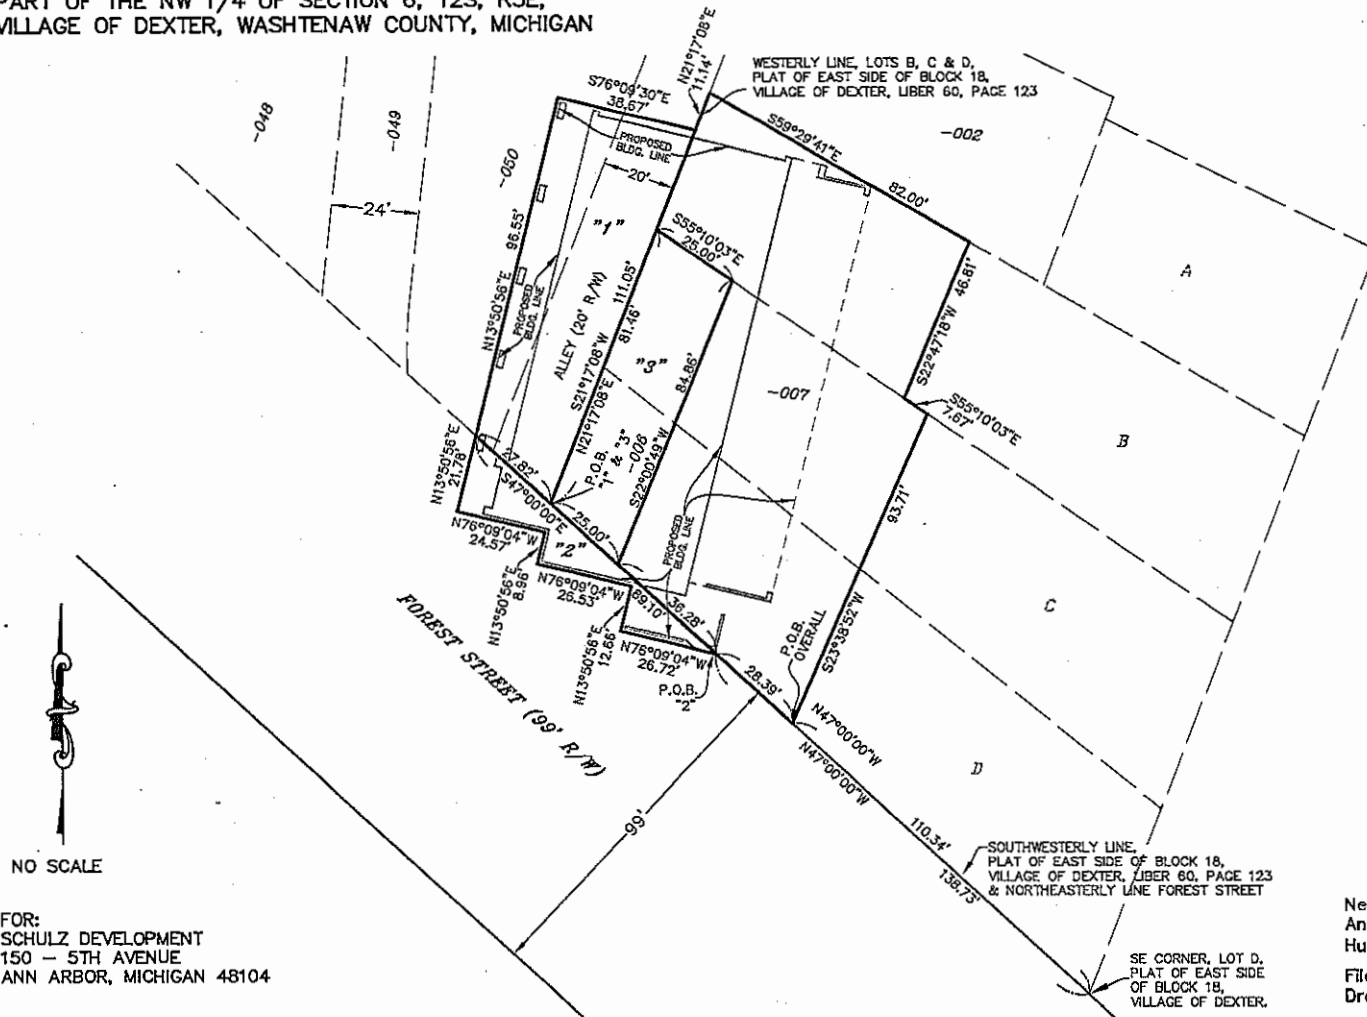 PART OF THE NW 1/4 OF SECTION 6, T2S, R5E,
VILLAGE OF DEXTER, WASHTENAW COUNTY, MICHIGAN
N21°17'08"E
11.14'
WESTERLY LINE, LOTS B, C & D,
PLAT OF EAST SIDE OF BLOCK 18,
VILLAGE OF DEXTER, LIBER 60, PAGE 123
S76°09'30"E
38.67'
-048
-049
-050
24'
PROPOSED
BLDG. LINE
20'
S59°29'41"E
82.00'
-002
"1"
S55°10'03"E
25.00'
A
N13°50'56"E
96.55'
PROPOSED
BLDG. LINE
ALLEY (20' R/W)
S21°17'08"W
111.05'
N21°17'08"E
81.46'
"3"
S22°00'49"W
84.86'
-007
S22°47'18"W
46.81'
S55°10'03"E
7.67'
B
P.O.B.
"1" & "3"
-006
N13°50'56"E
21.78'
27.82'
S47°00'00"E
25.00'
N76°09'04"W
24.57'
"2"
N13°50'56"E
8.96'
N76°09'04"W
26.53'
PROPOSED
BLDG. LINE
69.10'
36.28'
N13°50'56"E
12.66'
N76°09'04"W
26.72'
P.O.B.
"2"
S23°38'52"W
93.71'
C
P.O.B.
OVERALL
28.39'
N47°00'00"W
N47°00'00"W
D
FOREST STREET (99' R/W)
99'
110.34'
138.73'
SOUTHWESTERLY LINE,
PLAT OF EAST SIDE OF BLOCK 18,
VILLAGE OF DEXTER, LIBER 60, PAGE 123
& NORTHEASTERLY LINE FOREST STREET
NO SCALE
FOR:
SCHULZ DEVELOPMENT
150 – 5TH AVENUE
ANN ARBOR, MICHIGAN 48104
SE CORNER, LOT D,
PLAT OF EAST SIDE
OF BLOCK 18,
VILLAGE OF DEXTER.